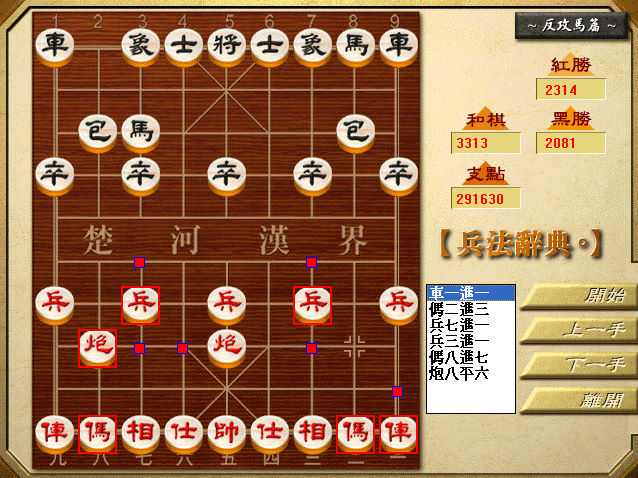 1 2 3 4 5 6 7 8 9
車 象 士 將 士 象 馬 車
包 馬 包
卒 卒 卒 卒 卒
楚 河 漢 界
兵 兵 兵 兵 兵
炮 炮
俥 傌 相 仕 帥 仕 相 傌 俥
九 八 七 六 五 四 三 二 一
~ 反攻馬篇 ~
紅勝
2314
和棋 黑勝
3313 2081
支點
291630
【兵法辭典。】
車一進一
傌二進三
兵七進一
兵三進一
傌八進七
炮八平六
開始
上一手
下一手
離開